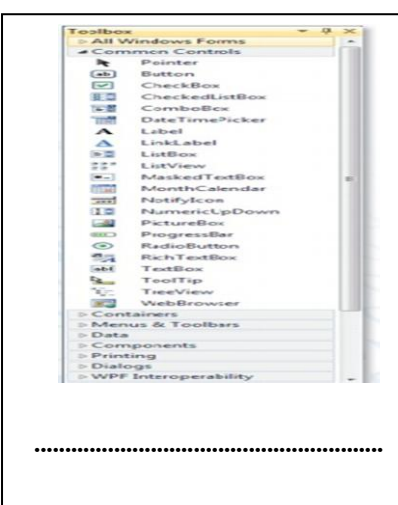 Toolbox
All Windows Forms
Common Controls
Pointer
Button
CheckBox
CheckedListBox
ComboBox
DateTimePicker
Label
LinkLabel
ListBox
ListView
MaskedTextBox
MonthCalendar
NotifyIcon
NumericUpDown
PictureBox
ProgressBar
RadioButton
RichTextBox
TextBox
ToolTip
TreeView
WebBrowser
Containers
Menus & Toolbars
Data
Components
Printing
Dialogs
WPF Interoperability
........................................................